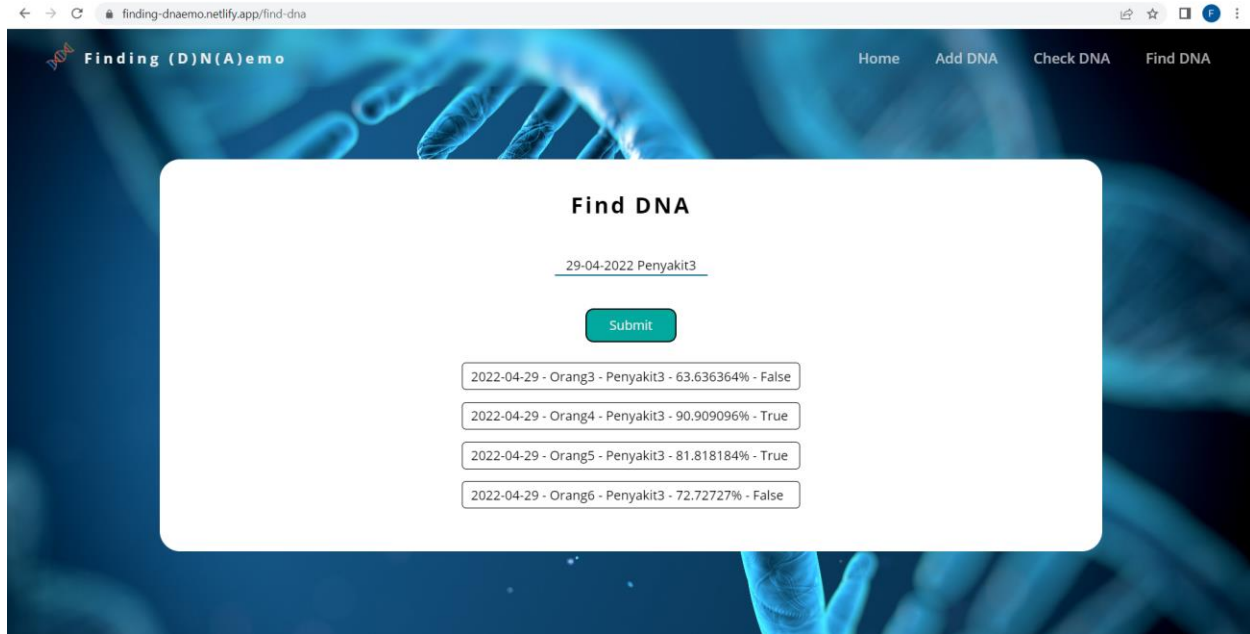 finding-dnaemo.netlify.app/find-dna
F
Finding (D)N(A)emo
Home Add DNA Check DNA Find DNA
Find DNA
29-04-2022 Penyakit3
Submit
2022-04-29 - Orang3 - Penyakit3 - 63.636364% - False
2022-04-29 - Orang4 - Penyakit3 - 90.909096% - True
2022-04-29 - Orang5 - Penyakit3 - 81.818184% - True
2022-04-29 - Orang6 - Penyakit3 - 72.72727% - False